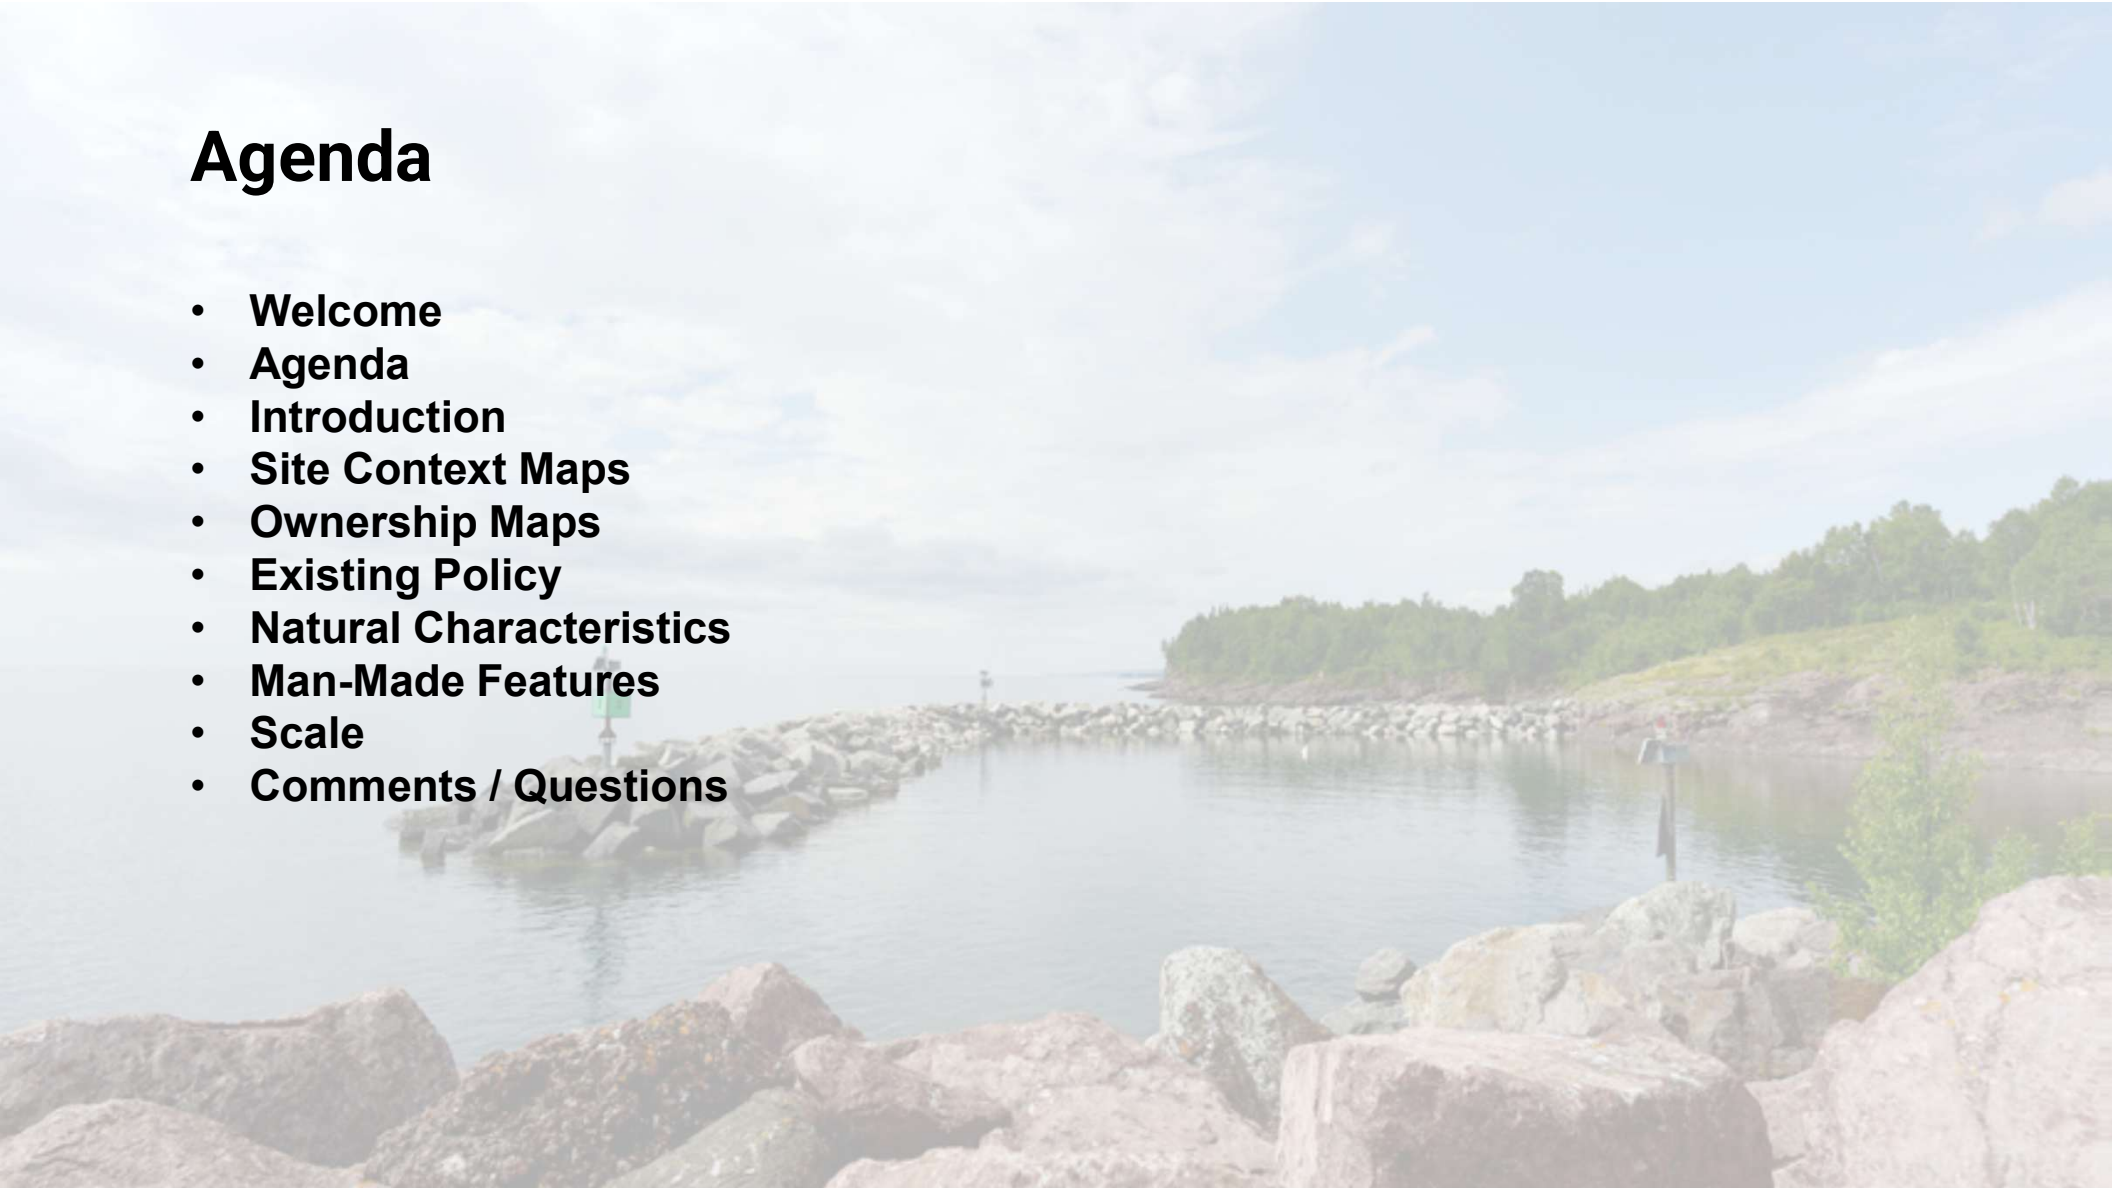 Agenda
• Welcome
• Agenda
• Introduction
• Site Context Maps
• Ownership Maps
• Existing Policy
• Natural Characteristics
• Man-Made Features
• Scale
• Comments / Questions